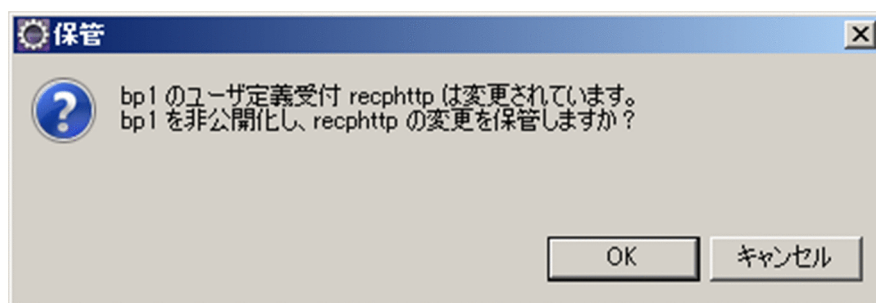 保管
bp1 のユーザ定義受付 recphttp は変更されています。
bp1 を非公開化し、recphttp の変更を保管しますか？
OK
キャンセル